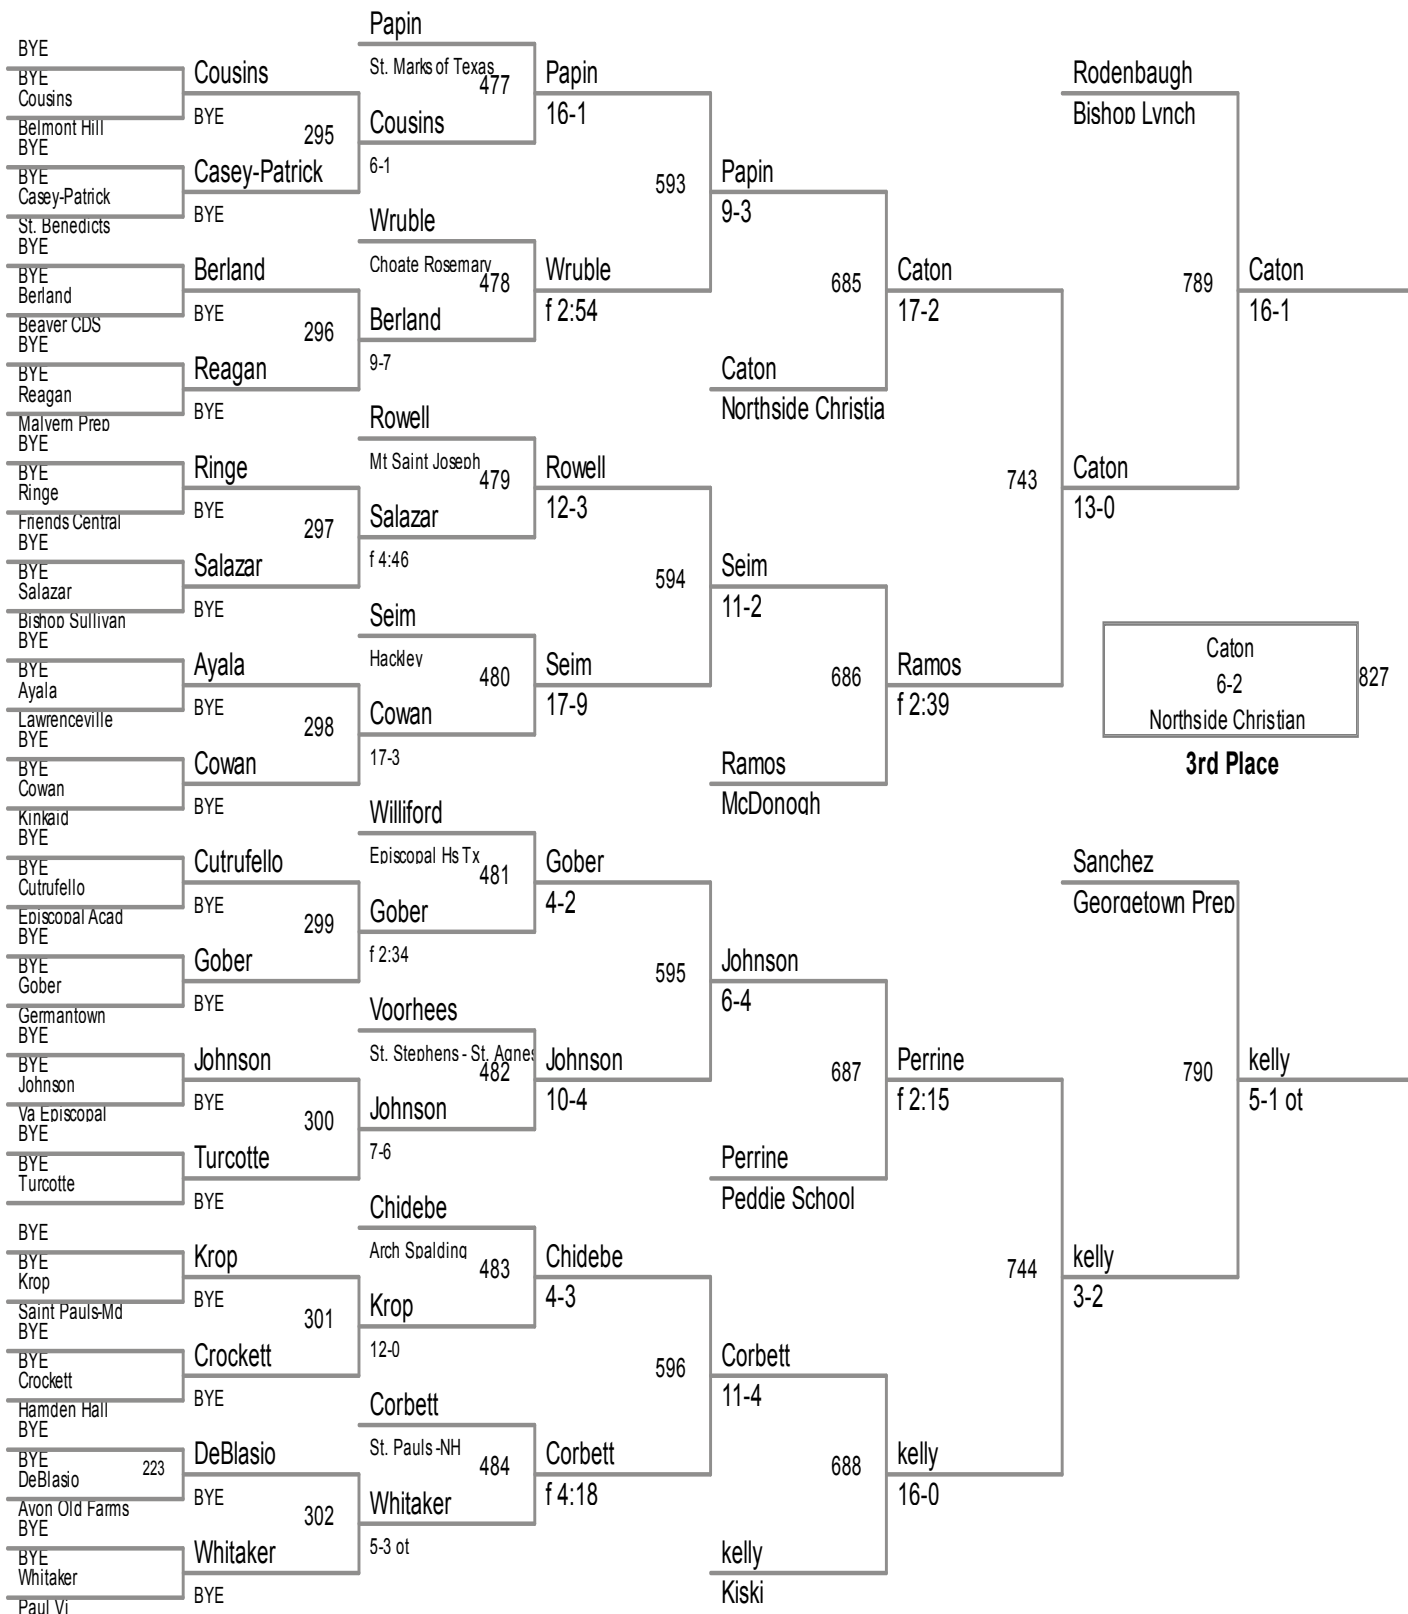 BYE
BYE
Cousins
Belmont Hill
BYE
BYE
Casey-Patrick
St. Benedicts
BYE
BYE
Berland
Beaver CDS
BYE
BYE
Reagan
Malvern Prep
BYE
BYE
Ringe
Friends Central
BYE
BYE
Salazar
Bishop Sullivan
BYE
BYE
Ayala
Lawrenceville
BYE
BYE
Cowan
Kinkaid
BYE
BYE
Cutrufello
Episcopal Acad
BYE
BYE
Gober
Germantown
BYE
BYE
Johnson
Va Episcopal
BYE
BYE
Turcotte
BYE
BYE
Krop
Saint Pauls-Md
BYE
BYE
Crockett
Hamden Hall
BYE
BYE
DeBlasio
223
Avon Old Farms
BYE
BYE
Whitaker
Paul Vi
Cousins
BYE
295
Casey-Patrick
BYE
Berland
BYE
296
Reagan
BYE
Ringe
BYE
297
Salazar
BYE
Ayala
BYE
298
Cowan
BYE
Cutrufello
BYE
299
Gober
BYE
Johnson
BYE
300
Turcotte
BYE
Krop
BYE
301
Crockett
BYE
DeBlasio
BYE
302
Whitaker
BYE
Papin
St. Marks of Texas
477
Cousins
6-1
Wruble
Choate Rosemary
478
Berland
9-7
Rowell
Mt Saint Joseph
479
Salazar
f 4:46
Seim
Hackley
480
Cowan
17-3
Williford
Episcopal Hs Tx
481
Gober
f 2:34
Voorhees
St. Stephens - St. Agnes
482
Johnson
7-6
Chidebe
Arch Spalding
483
Krop
12-0
Corbett
St. Pauls -NH
484
Whitaker
5-3 ot
Papin
16-1
593
Wruble
f 2:54
Rowell
12-3
594
Seim
17-9
Gober
4-2
595
Johnson
10-4
Chidebe
4-3
596
Corbett
f 4:18
Papin
9-3
685
Caton
Northside Christia
Seim
11-2
686
Ramos
McDonogh
Johnson
6-4
687
Perrine
Peddie School
Corbett
11-4
688
kelly
Kiski
Caton
17-2
743
Ramos
f 2:39
Perrine
f 2:15
744
kelly
16-0
Rodenbaugh
Bishop Lynch
789
Caton
13-0
Caton
6-2
Northside Christian
827
3rd Place
Sanchez
Georgetown Prep
790
kelly
3-2
Caton
16-1
kelly
5-1 ot